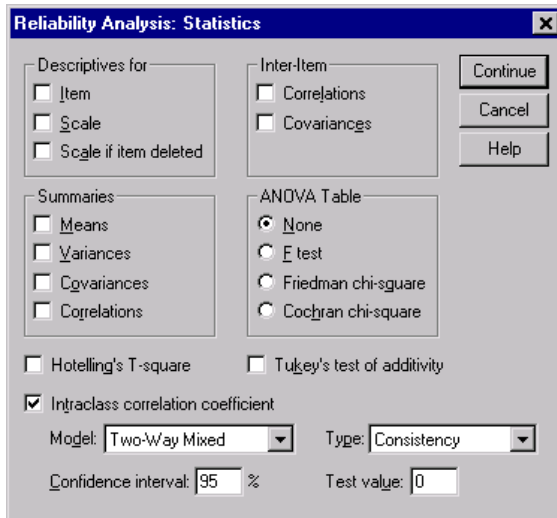 Reliability Analysis: Statistics
Descriptives for
Item
Scale
Scale if item deleted
Inter-Item
Correlations
Covariances
Continue
Cancel
Help
Summaries
Means
Variances
Covariances
Correlations
ANOVA Table
None
F test
Friedman chi-square
Cochran chi-square
Hotelling's T-square
Tukey's test of additivity
Intraclass correlation coefficient
Model: Two-Way Mixed
Type: Consistency
Confidence interval: 95 %
Test value: 0